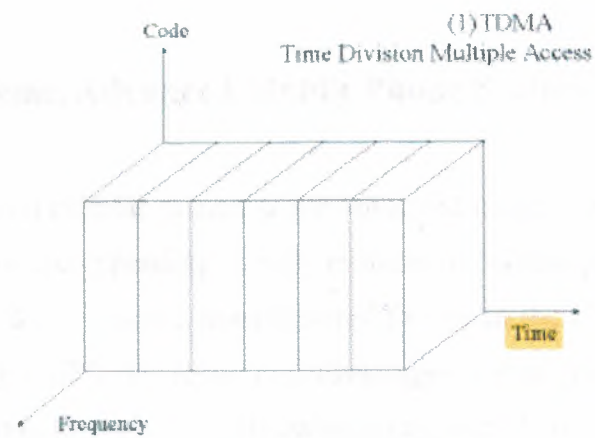 (1) TDMA
Code
Time Division Multiple Access
Time
Frequency